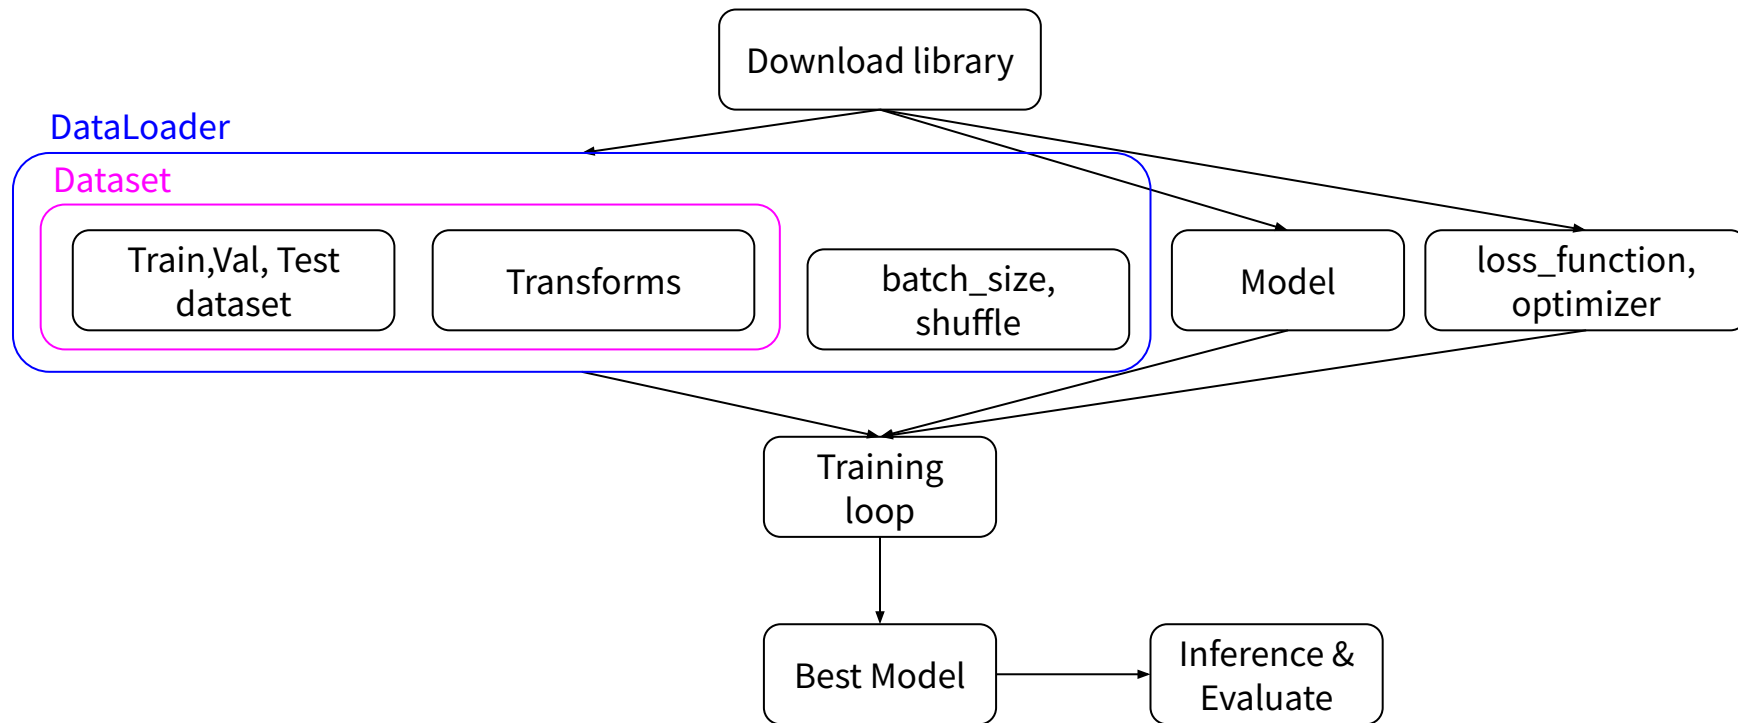 Download library
DataLoader
Dataset
Train,Val, Test
dataset
Transforms
batch_size,
shuffle
Model
loss_function,
optimizer
Training
loop
Best Model
Inference &
Evaluate